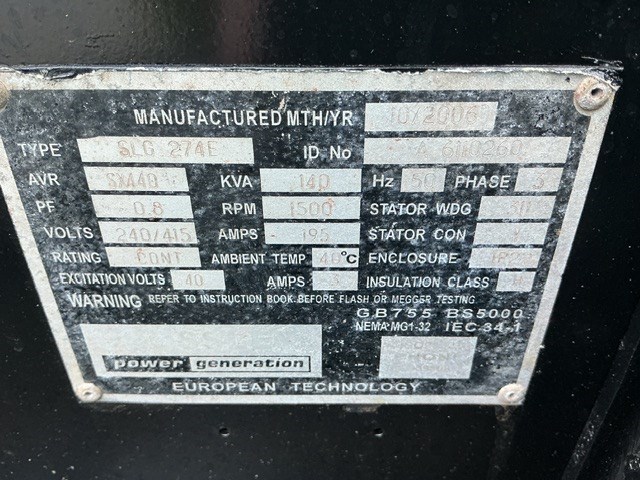 MANUFACTURED MTH/YR 10/2006
TYPE SLG 274E ID No
AVR SX440 KVA 140 Hz 50 PHASE 3
PF 0.8 RPM 1500 STATOR WDG
VOLTS 240/415 AMPS 195 STATOR CON
RATING CONT AMBIENT TEMP 40°C ENCLOSURE
EXCITATION VOLTS 40 AMPS 3 INSULATION CLASS H
WARNING REFER TO INSTRUCTION BOOK BEFORE FLASH OR MEGGER TESTING
GB755 BS5000
NEMA·MG1-32 IEC-34-1
power generation
EUROPEAN TECHNOLOGY